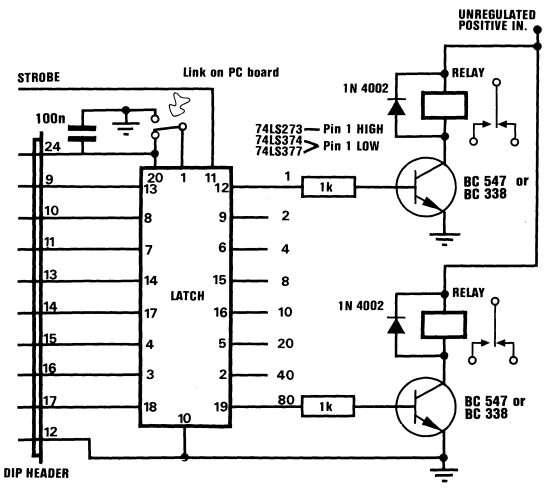 UNREGULATED
POSITIVE IN.
STROBE
Link on PC board
1N 4002
RELAY
100n
74LS273 Pin 1 HIGH
74LS374
74LS377 Pin 1 LOW
24
20 1 11
9 13 12 1 1k
BC 547 or
BC 338
10 8 9 2
11 7 6 4
13 14 15 8
LATCH
14 17 16 10
1N 4002
RELAY
15 4 5 20
16 3 2 40
17 18 19 80 1k
BC 547 or
BC 338
10
12
DIP HEADER